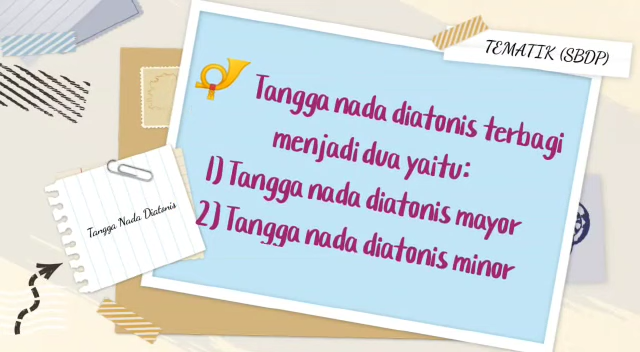 TEMATIK (SBDP)
Tangga nada diatonis terbagi
menjadi dua yaitu:
1) Tangga nada diatonis mayor
2) Tangga nada diatonis minor
Tangga Nada Diatonis